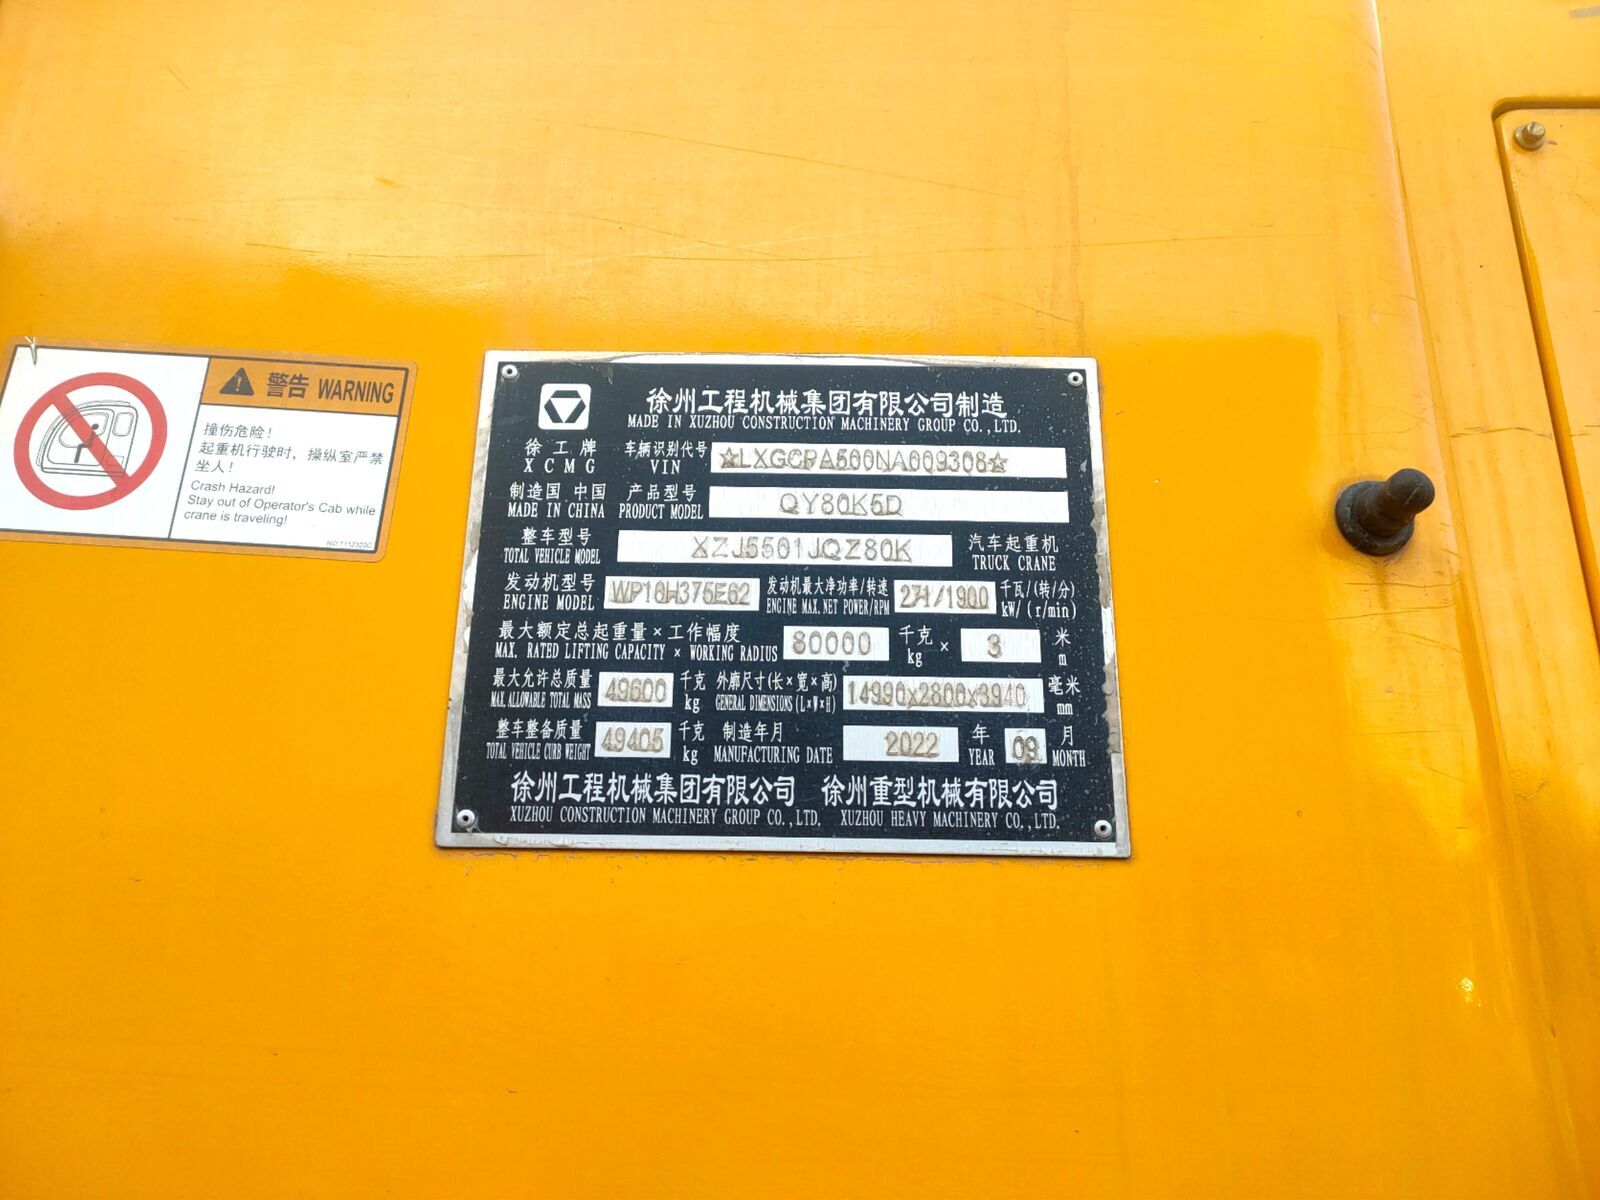 警告 WARNING
撞伤危险！
起重机行驶时，操纵室严禁
坐人！
Crash Hazard!
Stay out of Operator's Cab while
crane is traveling!
徐州工程机械集团有限公司制造
MADE IN XUZHOU CONSTRUCTION MACHINERY GROUP CO.,LTD.
徐工牌 车辆识别代号
XCMG VIN ☆LXGCPA500NA009308☆
制造国 中国 产品型号
MADE IN CHINA PRODUCT MODEL QY80K5D
整车型号 汽车起重机
TOTAL VEHICLE MODEL XZJ5501JQZ80K TRUCK CRANE
发动机型号 发动机最大净功率/转速 千瓦/(转/分)
ENGINE MODEL WP10H375E62 ENGINE MAX.NET POWER/RPM 271/1900 kW/(r/min)
最大额定总起重量×工作幅度 千克 米
MAX. RATED LIFTING CAPACITY × WORKING RADIUS 80000 kg × 3 m
最大允许总质量 千克 外廓尺寸(长×宽×高) 毫米
MAX.ALLOWABLE TOTAL MASS 49600 kg GENERAL DIMENSIONS(L×W×H) 14990x2800x3940 mm
整车整备质量 千克 制造年月 年 月
TOTAL VEHICLE CURB WEIGHT 49405 kg MANUFACTURING DATE 2022 YEAR 09 MONTH
徐州工程机械集团有限公司 徐州重型机械有限公司
XUZHOU CONSTRUCTION MACHINERY GROUP CO.,LTD. XUZHOU HEAVY MACHINERY CO.,LTD.